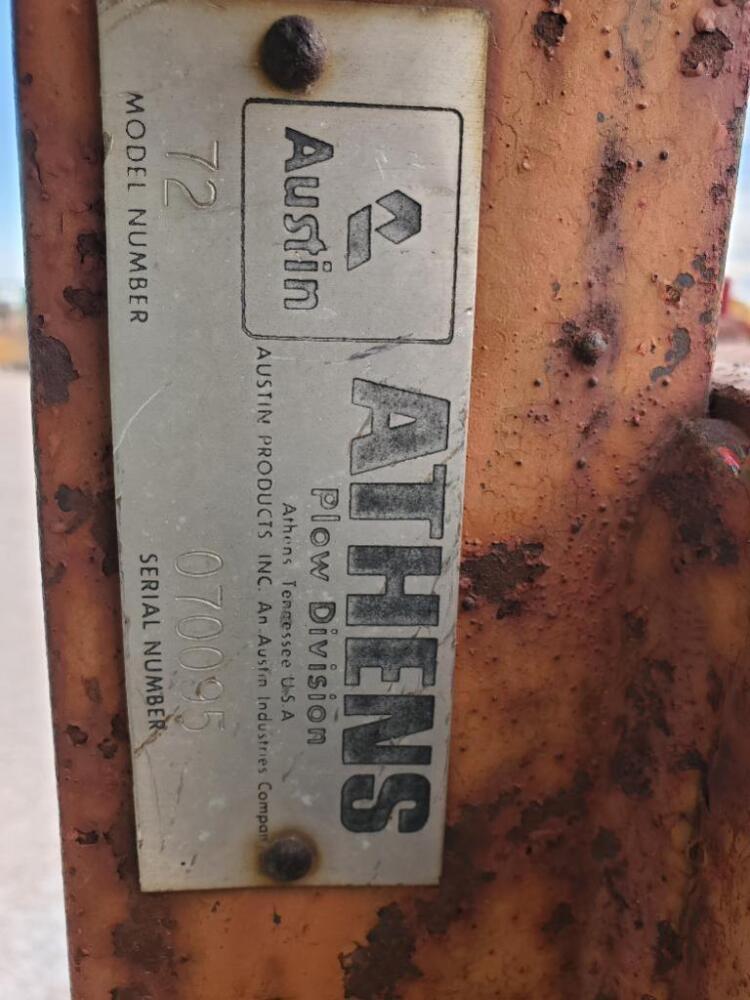 Austin
ATHENS
Plow Division
Athens Tennessee U.S.A
AUSTIN PRODUCTS INC. An Austin Industries Company
72
070095
MODEL NUMBER
SERIAL NUMBER